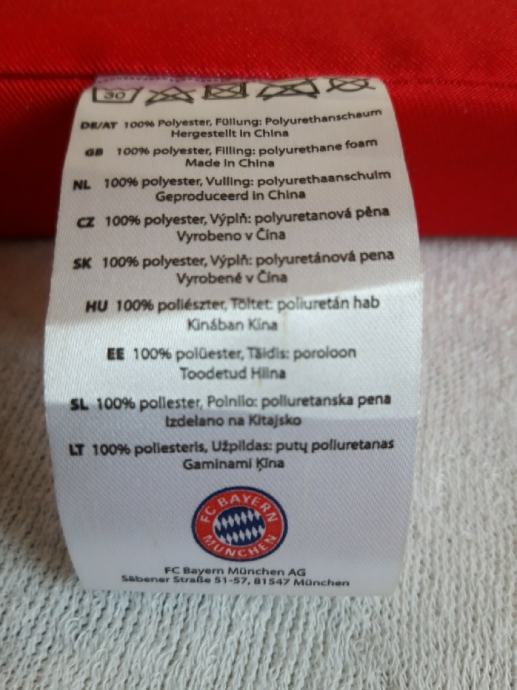 30
DE/AT 100% Polyester, Füllung: Polyurethanschaum
Hergestellt in China
GB 100% polyester, Filling: polyurethane foam
Made in China
NL 100% polyester, Vulling: polyurethaanschuim
Geproduceerd in China
CZ 100% polyester, Výplň: polyuretanová pěna
Vyrobeno v Čína
SK 100% polyester, Výplň: polyuretánová pena
Vyrobené v Čína
HU 100% poliészter, Töltet: poliuretán hab
Kínában Kína
EE 100% polüester, Täidis: poroloon
Toodetud Hiina
SL 100% poliester, Polnilo: poliuretanska pena
Izdelano na Kitajsko
LT 100% poliesteris, Užpildas: putų poliuretanas
Gaminami Ķīna
FC BAYERN
MÜNCHEN
FC Bayern München AG
Säbener Straße 51-57, 81547 München